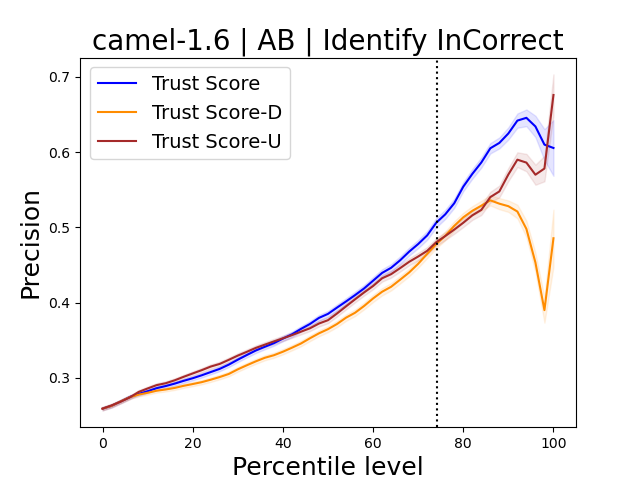 camel-1.6 | AB | Identify InCorrect
Trust Score
Trust Score-D
Trust Score-U
Precision
0.7
0.6
0.5
0.4
0.3
0
20
40
60
80
100
Percentile level